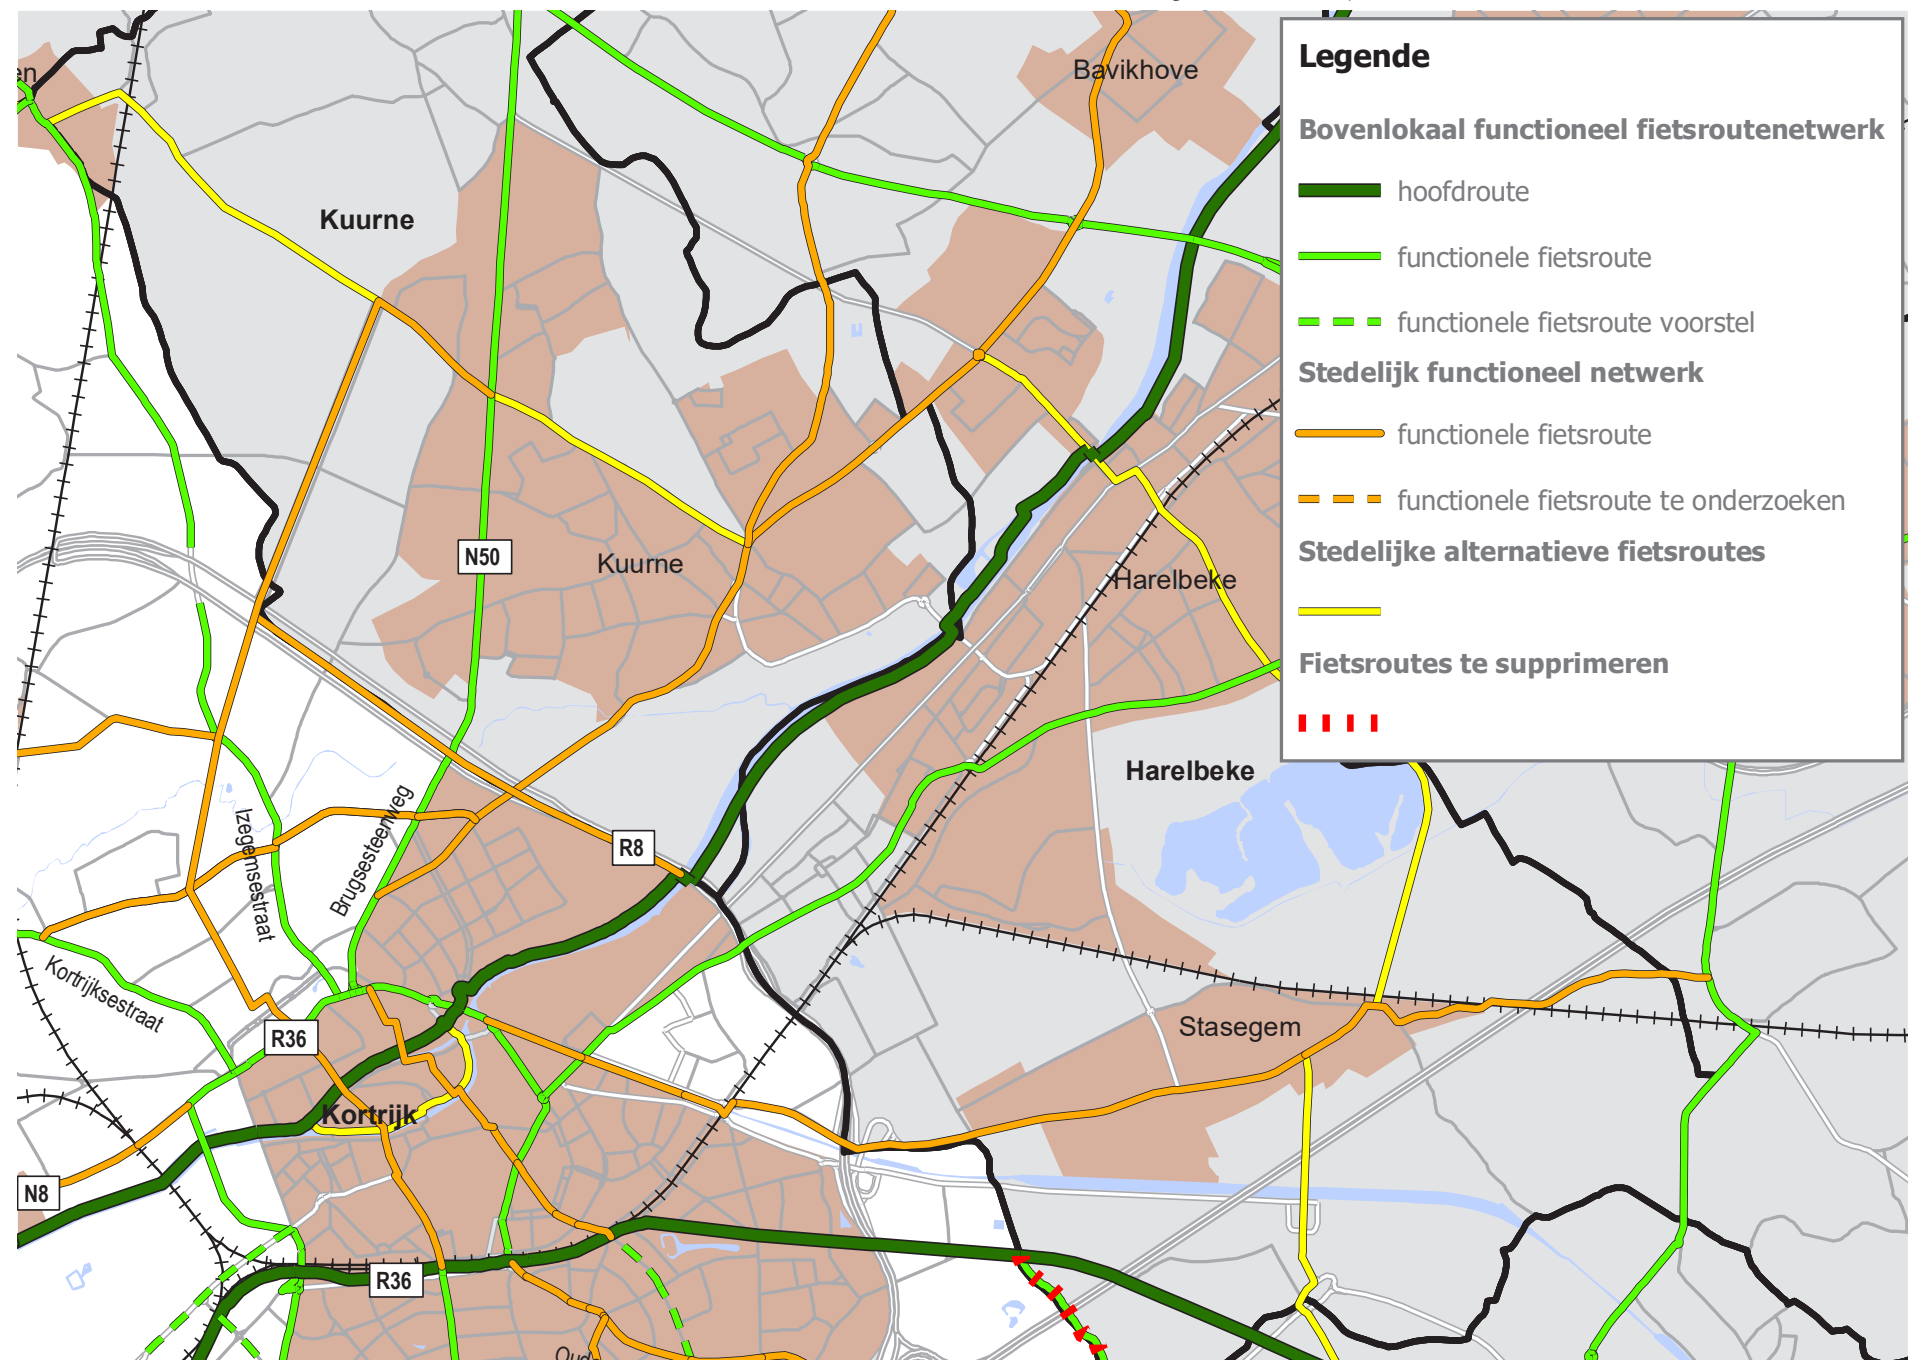 en
Bavikhove
Kuurne
N50
Kuurne
Harelbeke
Harelbeke
Brugsesteenweg
Izegemsestraat
R8
Kortrijksestraat
R36
Stasegem
Kortrijk
N8
R36
Oud
Legende
Bovenlokaal functioneel fietsroutenetwerk
hoofdroute
functionele fietsroute
functionele fietsroute voorstel
Stedelijk functioneel netwerk
functionele fietsroute
functionele fietsroute te onderzoeken
Stedelijke alternatieve fietsroutes
Fietsroutes te supprimeren